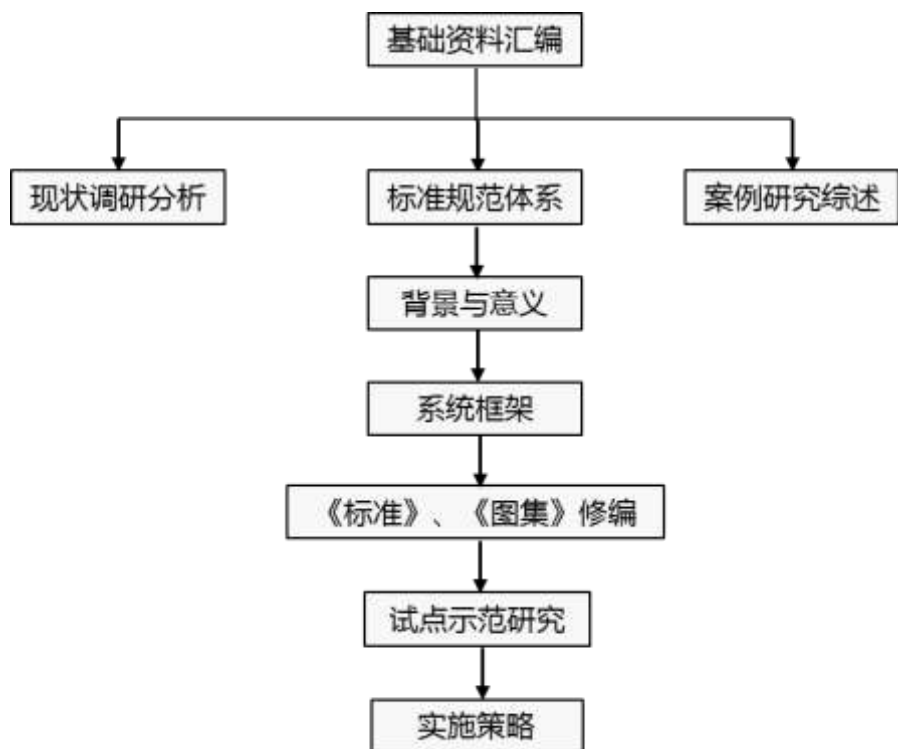 基础资料汇编
现状调研分析
标准规范体系
案例研究综述
背景与意义
系统框架
《标准》、《图集》修编
试点示范研究
实施策略